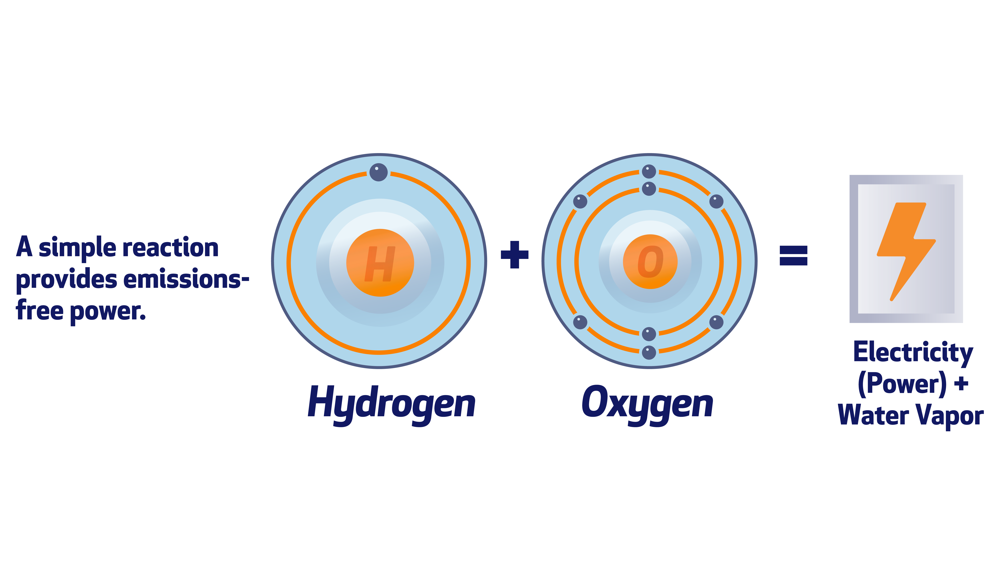 A simple reaction
provides emissions-
free power.
H
+
O
=
Hydrogen
Oxygen
Electricity
(Power) +
Water Vapor